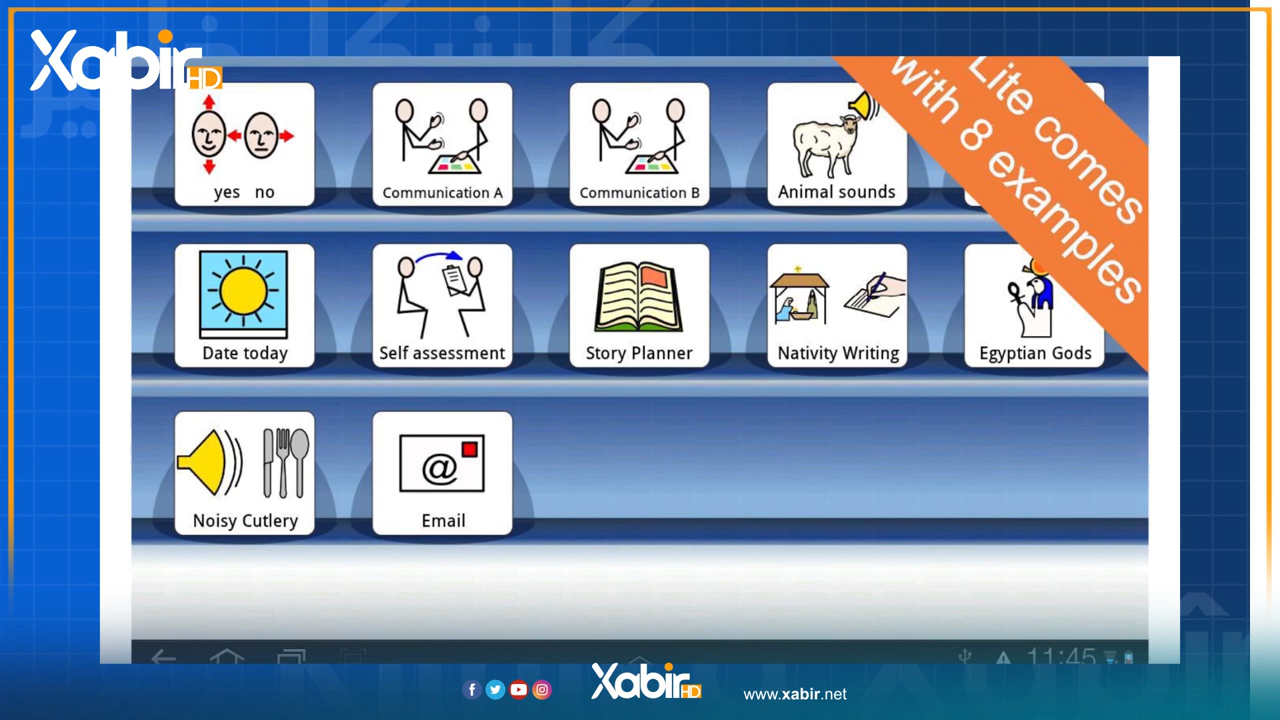 Xabir HD
Lite comes
with 8 examples
yes no
Communication A
Communication B
Animal sounds
Date today
Self assessment
Story Planner
Nativity Writing
Egyptian Gods
Noisy Cutlery
@
Email
11:45
Xabir HD
www.xabir.net